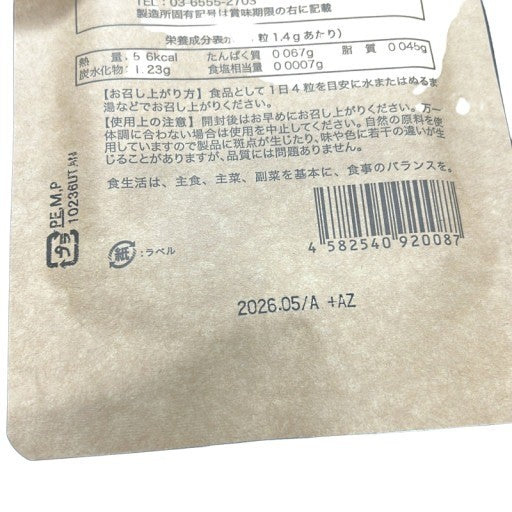 TEL：03-6555-2703
製造所固有記号は賞味期限の右に記載
栄養成分表示 粒1.4gあたり）
熱 量 5.6kcal たんぱく質 0.067g 脂 質 0.045g
炭水化物 1.23g 食塩相当量 0.0007g
【お召し上がり方】食品として1日4粒を目安に水またはぬるま
湯などでお召し上がりください。
【使用上の注意】開封後はお早めにお召し上がりください。万一
体調に合わない場合は使用を中止してください。自然の原料を使
用していますので製品に斑点が生じたり、味や色に若干の違いが生
じることがありますが、品質には問題ありません。
食生活は、主食、主菜、副菜を基本に、食事のバランスを。
プラ
PE,M,P
10236UT
紙
：ラベル
4 582540 920087
2026.05/A +AZ